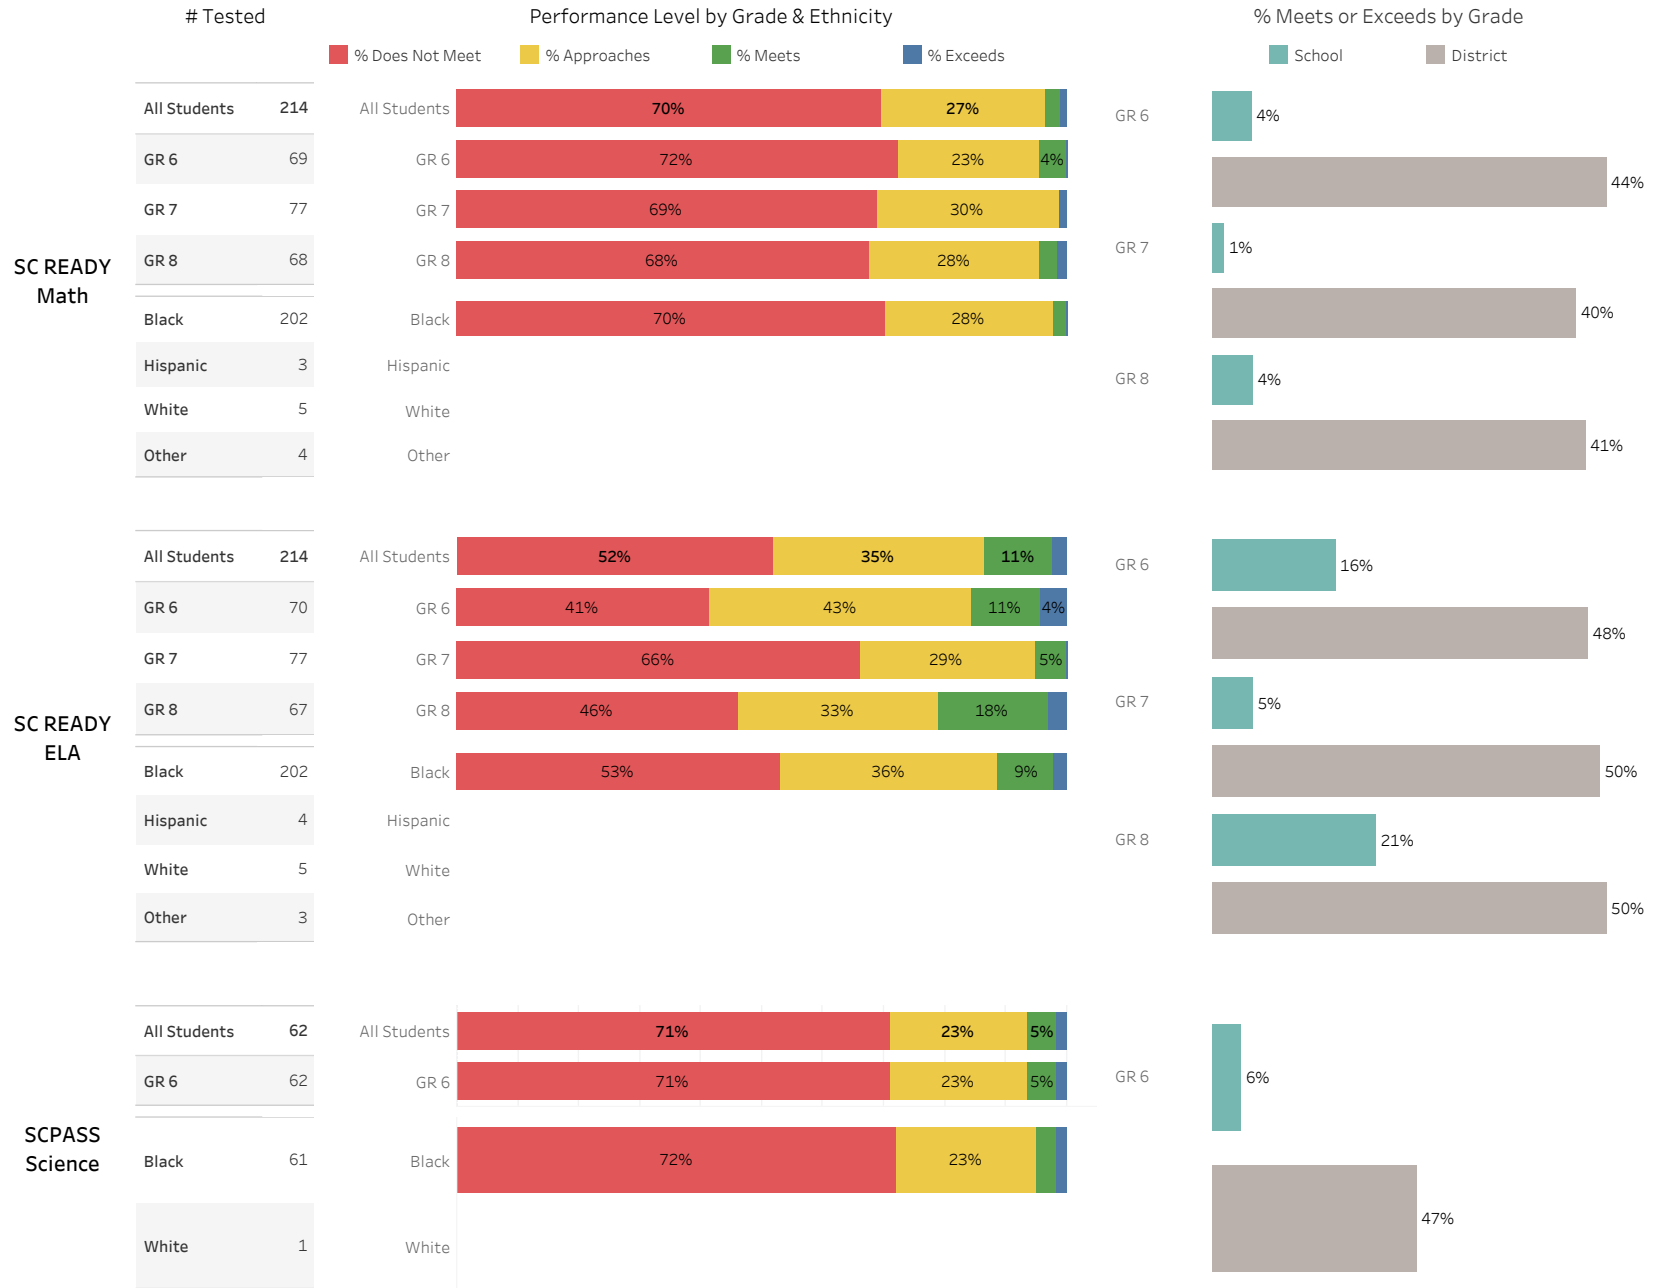 # Tested
Performance Level by Grade & Ethnicity
% Meets or Exceeds by Grade
% Does Not Meet
% Approaches
% Meets
% Exceeds
School
District
SC READY
Math
All Students 214
GR 6 69
GR 7 77
GR 8 68
Black 202
Hispanic 3
White 5
Other 4
All Students 70% 27%
GR 6 72% 23% 4%
GR 7 69% 30%
GR 8 68% 28%
Black 70% 28%
Hispanic
White
Other
GR 6 4%
44%
GR 7 1%
40%
GR 8 4%
41%
SC READY
ELA
All Students 214
GR 6 70
GR 7 77
GR 8 67
Black 202
Hispanic 4
White 5
Other 3
All Students 52% 35% 11%
GR 6 41% 43% 11% 4%
GR 7 66% 29% 5%
GR 8 46% 33% 18%
Black 53% 36% 9%
Hispanic
White
Other
GR 6 16%
48%
GR 7 5%
50%
GR 8 21%
50%
SCPASS
Science
All Students 62
GR 6 62
Black 61
White 1
All Students 71% 23% 5%
GR 6 71% 23% 5%
Black 72% 23%
White
GR 6 6%
47%